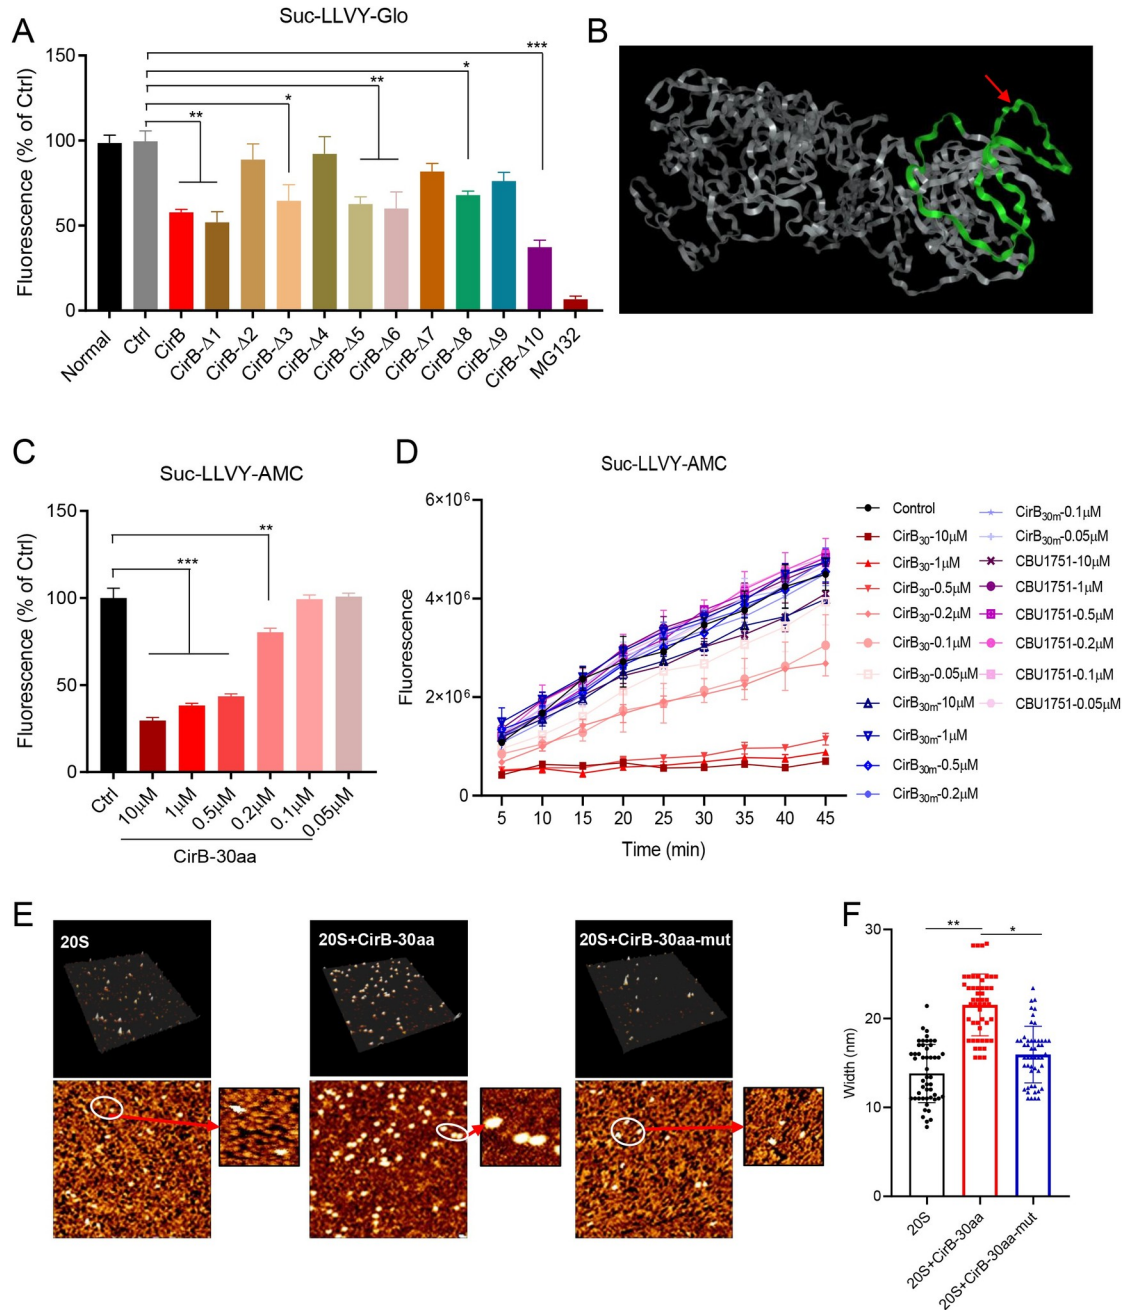 A
Suc-LLVY-Glo
Fluorescence (% of Ctrl)
150
100
50
0
**
*
**
*
***
Normal
Ctrl
CirB
CirB-Δ1
CirB-Δ2
CirB-Δ3
CirB-Δ4
CirB-Δ5
CirB-Δ6
CirB-Δ7
CirB-Δ8
CirB-Δ9
CirB-Δ10
MG132
B
C
Suc-LLVY-AMC
Fluorescence (% of Ctrl)
150
100
50
0
***
**
Ctrl
10μM
1μM
0.5μM
0.2μM
0.1μM
0.05μM
CirB-30aa
D
Suc-LLVY-AMC
Fluorescence
6×10⁶
4×10⁶
2×10⁶
0
5 10 15 20 25 30 35 40 45
Time (min)
Control
CirB₃₀-10μM
CirB₃₀-1μM
CirB₃₀-0.5μM
CirB₃₀-0.2μM
CirB₃₀-0.1μM
CirB₃₀-0.05μM
CirB₃₀ₘ-10μM
CirB₃₀ₘ-1μM
CirB₃₀ₘ-0.5μM
CirB₃₀ₘ-0.2μM
CirB₃₀ₘ-0.1μM
CirB₃₀ₘ-0.05μM
CBU1751-10μM
CBU1751-1μM
CBU1751-0.5μM
CBU1751-0.2μM
CBU1751-0.1μM
CBU1751-0.05μM
E
20S
20S+CirB-30aa
20S+CirB-30aa-mut
F
Width (nm)
30
20
10
0
**
*
20S
20S+CirB-30aa
20S+CirB-30aa-mut